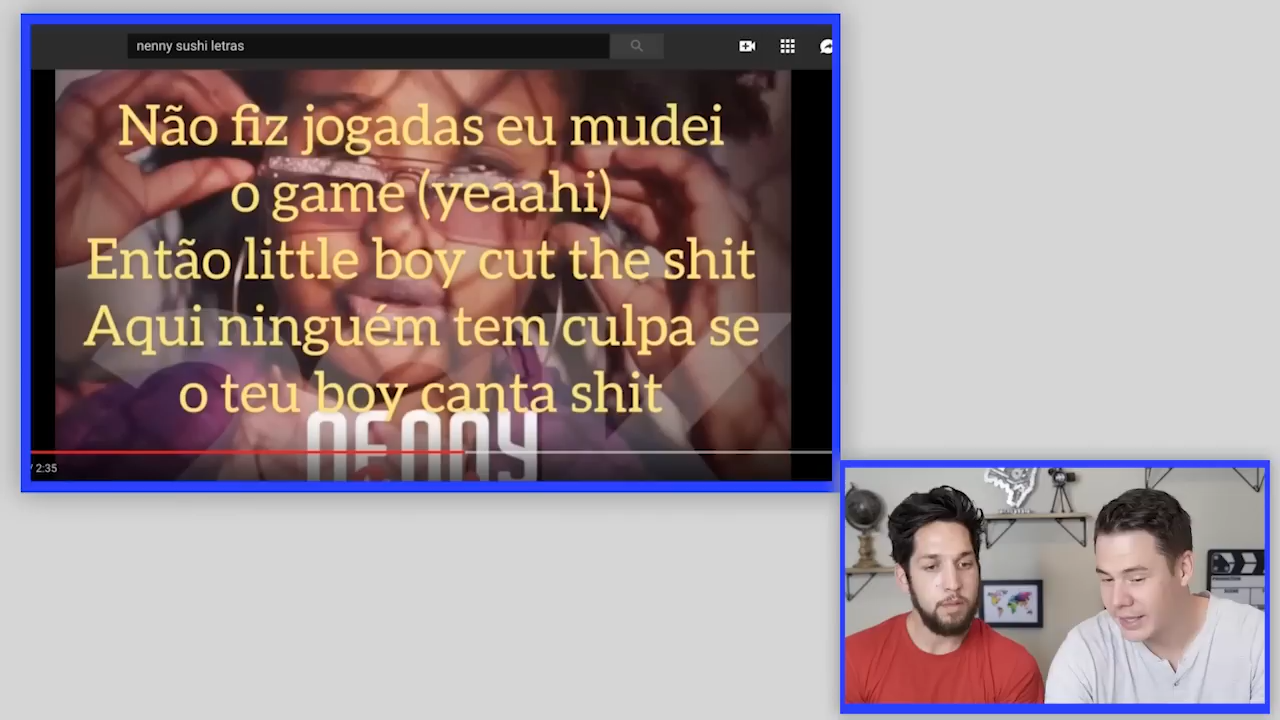 nenny sushi letras
Não fiz jogadas eu mudei
o game (yeaahi)
Então little boy cut the shit
Aqui ninguém tem culpa se
o teu boy canta shit
NENNY
/ 2:35